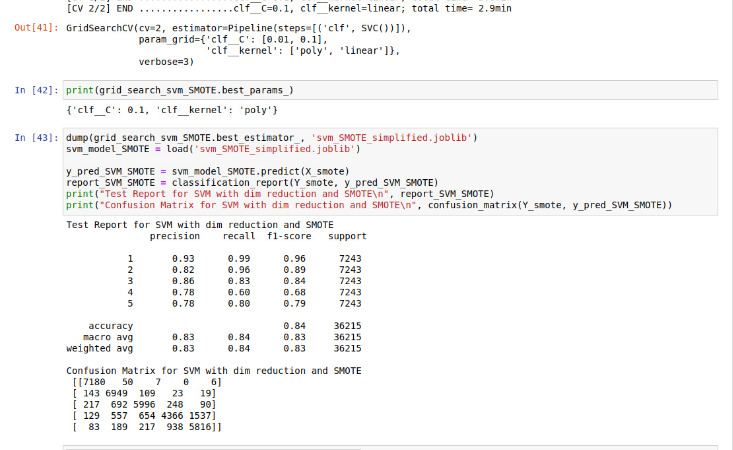 [CV 2/2] END .................clf__C=0.1, clf__kernel=linear; total time= 2.9min
Out[41]: GridSearchCV(cv=2, estimator=Pipeline(steps=[('clf', SVC())]),
param_grid={'clf__C': [0.01, 0.1],
'clf__kernel': ['poly', 'linear']},
verbose=3)
In [42]: print(grid_search_svm_SMOTE.best_params_)
{'clf__C': 0.1, 'clf__kernel': 'poly'}
In [43]: dump(grid_search_svm_SMOTE.best_estimator_, 'svm_SMOTE_simplified.joblib')
svm_model_SMOTE = load('svm_SMOTE_simplified.joblib')
y_pred_SVM_SMOTE = svm_model_SMOTE.predict(X_smote)
report_SVM_SMOTE = classification_report(Y_smote, y_pred_SVM_SMOTE)
print("Test Report for SVM with dim reduction and SMOTE\n", report_SVM_SMOTE)
print("Confusion Matrix for SVM with dim reduction and SMOTE\n", confusion_matrix(Y_smote, y_pred_SVM_SMOTE))
Test Report for SVM with dim reduction and SMOTE
precision recall f1-score support
1 0.93 0.99 0.96 7243
2 0.82 0.96 0.89 7243
3 0.86 0.83 0.84 7243
4 0.78 0.60 0.68 7243
5 0.78 0.80 0.79 7243
accuracy 0.84 36215
macro avg 0.83 0.84 0.83 36215
weighted avg 0.83 0.84 0.83 36215
Confusion Matrix for SVM with dim reduction and SMOTE
[[7180 50 7 0 6]
[ 143 6949 109 23 19]
[ 217 692 5996 248 90]
[ 129 557 654 4366 1537]
[ 83 189 217 938 5816]]